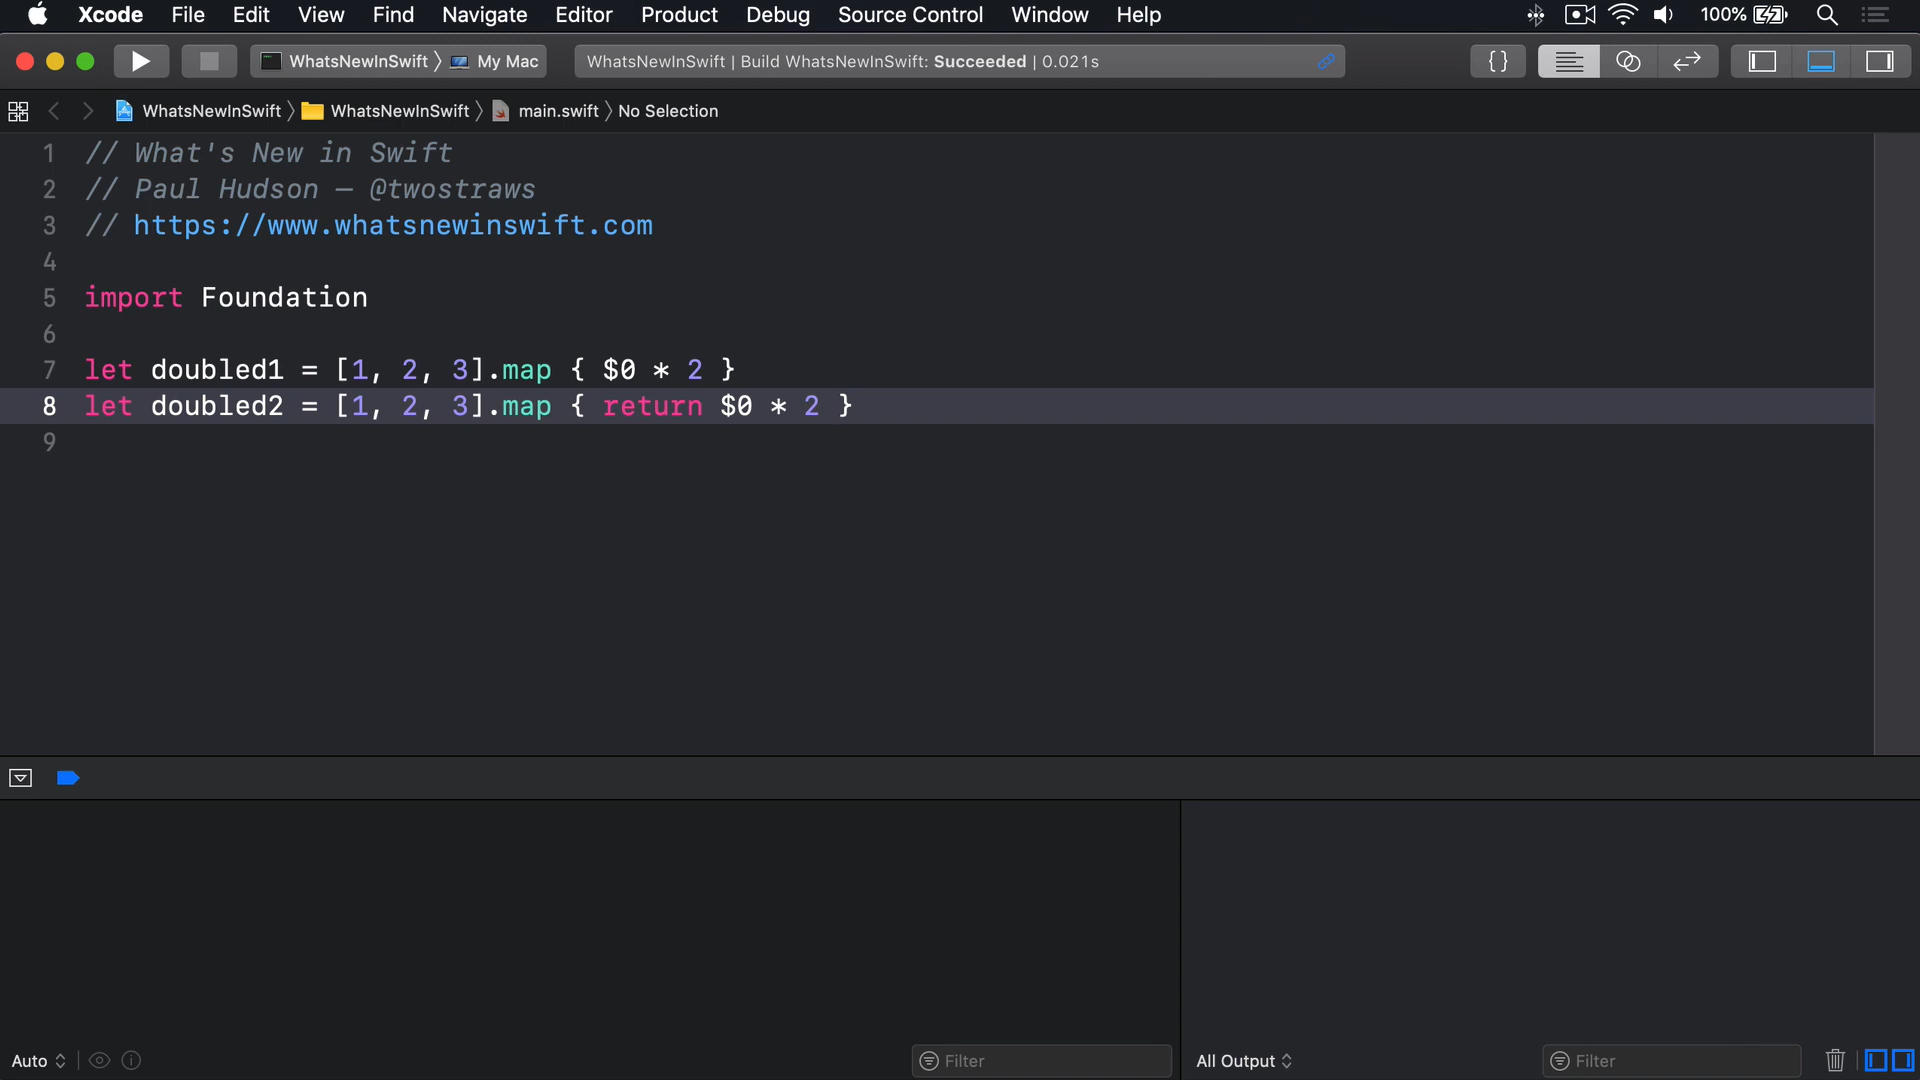 Xcode File Edit View Find Navigate Editor Product Debug Source Control Window Help 100%
WhatsNewInSwift 〉 My Mac WhatsNewInSwift | Build WhatsNewInSwift: Succeeded | 0.021s {}
WhatsNewInSwift 〉 WhatsNewInSwift 〉 main.swift 〉 No Selection
1 // What's New in Swift
2 // Paul Hudson — @twostraws
3 // https://www.whatsnewinswift.com
4
5 import Foundation
6
7 let doubled1 = [1, 2, 3].map { $0 * 2 }
8 let doubled2 = [1, 2, 3].map { return $0 * 2 }
9
Auto Filter All Output Filter